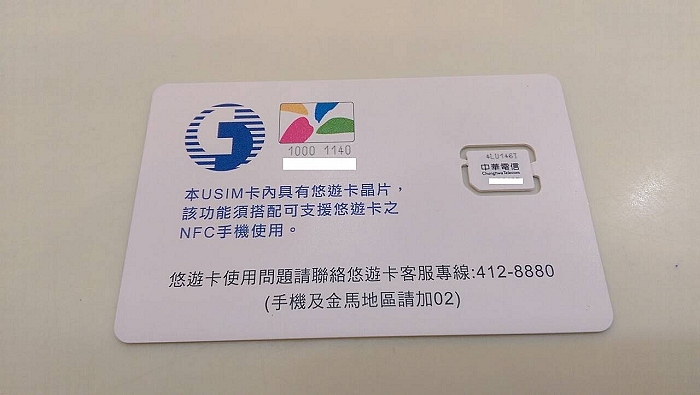 1000 1140
本USIM卡內具有悠遊卡晶片，
該功能須搭配可支援悠遊卡之
NFC手機使用。
4LU1461
中華電信
Chunghwa Telecom
悠遊卡使用問題請聯絡悠遊卡客服專線:412-8880
(手機及金馬地區請加02)